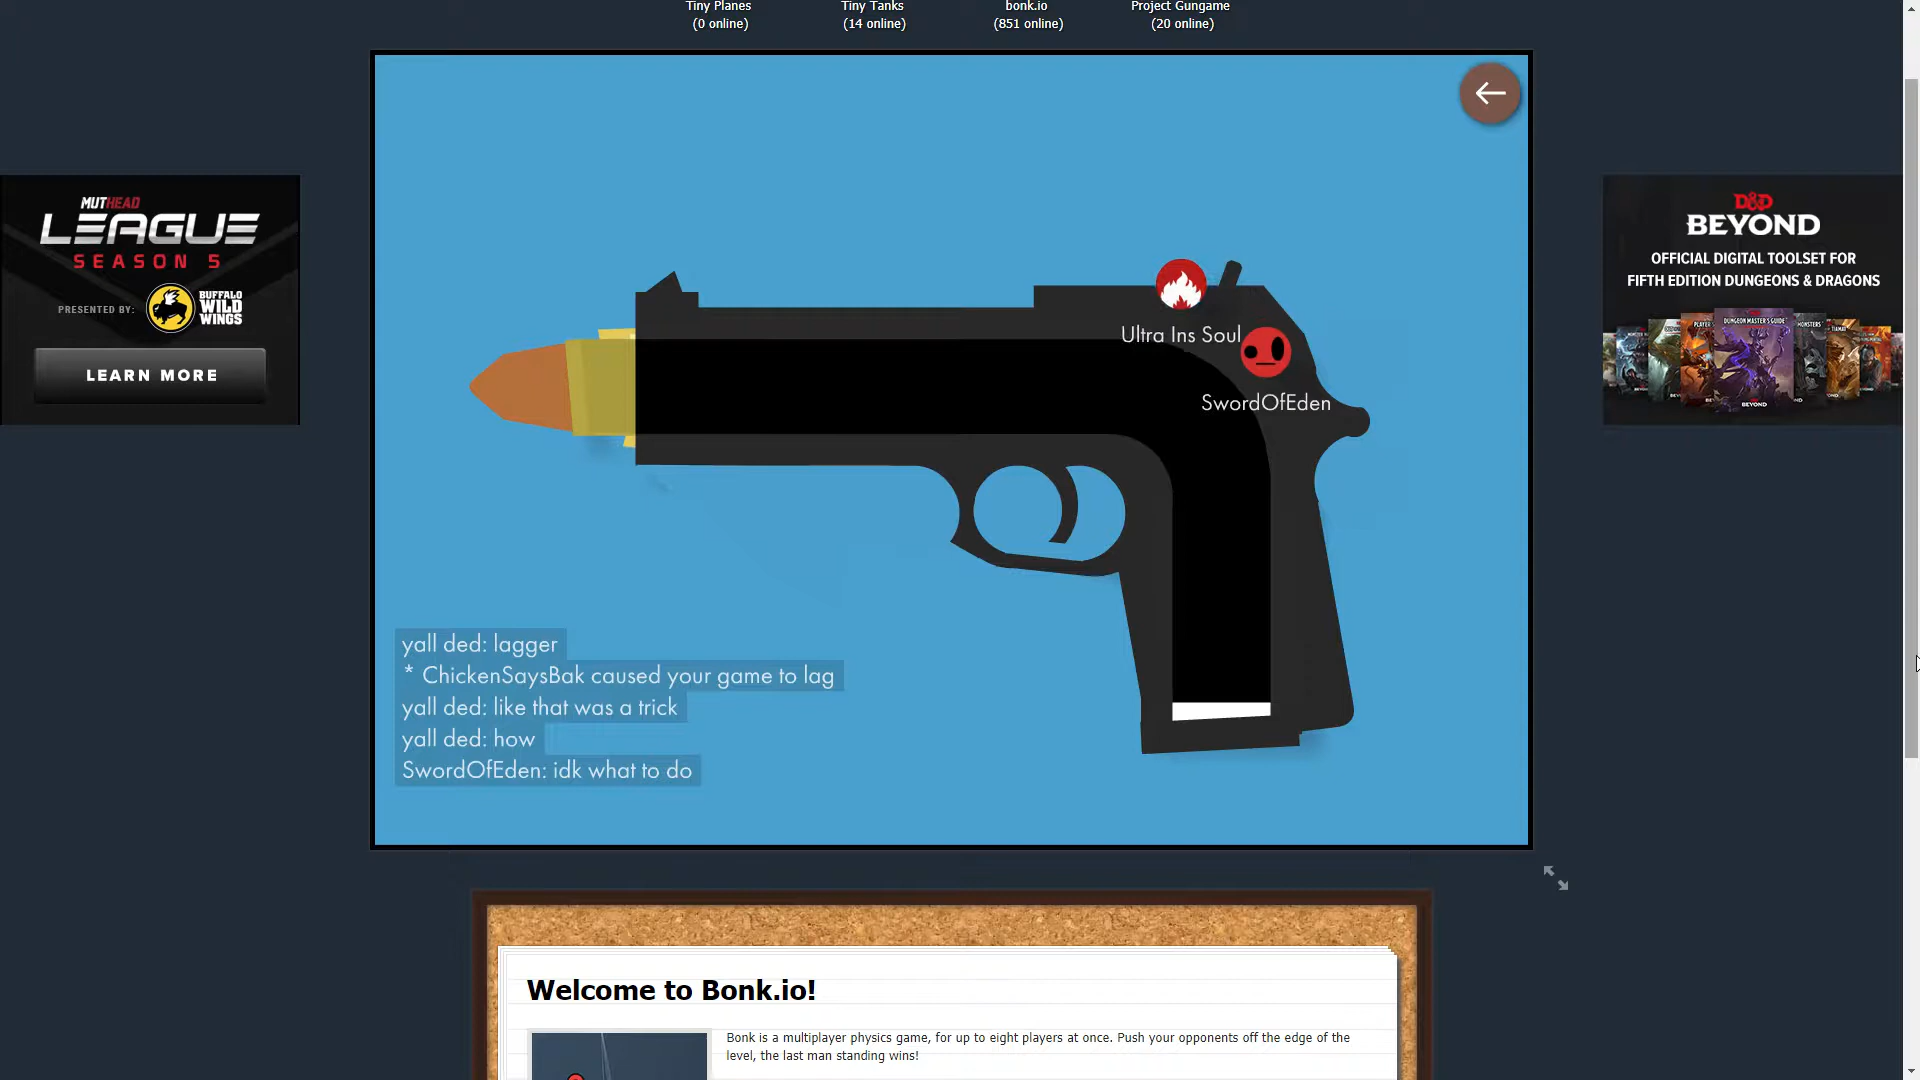 Tiny Planes
(0 online)
Tiny Tanks
(14 online)
bonk.io
(851 online)
Project Gungame
(20 online)
MUTHEAD
LEAGUE
SEASON 5
PRESENTED BY:
BUFFALO
WILD
WINGS
LEARN MORE
D&D
BEYOND
OFFICIAL DIGITAL TOOLSET FOR
FIFTH EDITION DUNGEONS & DRAGONS
DUNGEON MASTER'S GUIDE
BEYOND
Ultra Ins Soul
SwordOfEden
yall ded: lagger
* ChickenSaysBak caused your game to lag
yall ded: like that was a trick
yall ded: how
SwordOfEden: idk what to do
Welcome to Bonk.io!
Bonk is a multiplayer physics game, for up to eight players at once. Push your opponents off the edge of the
level, the last man standing wins!